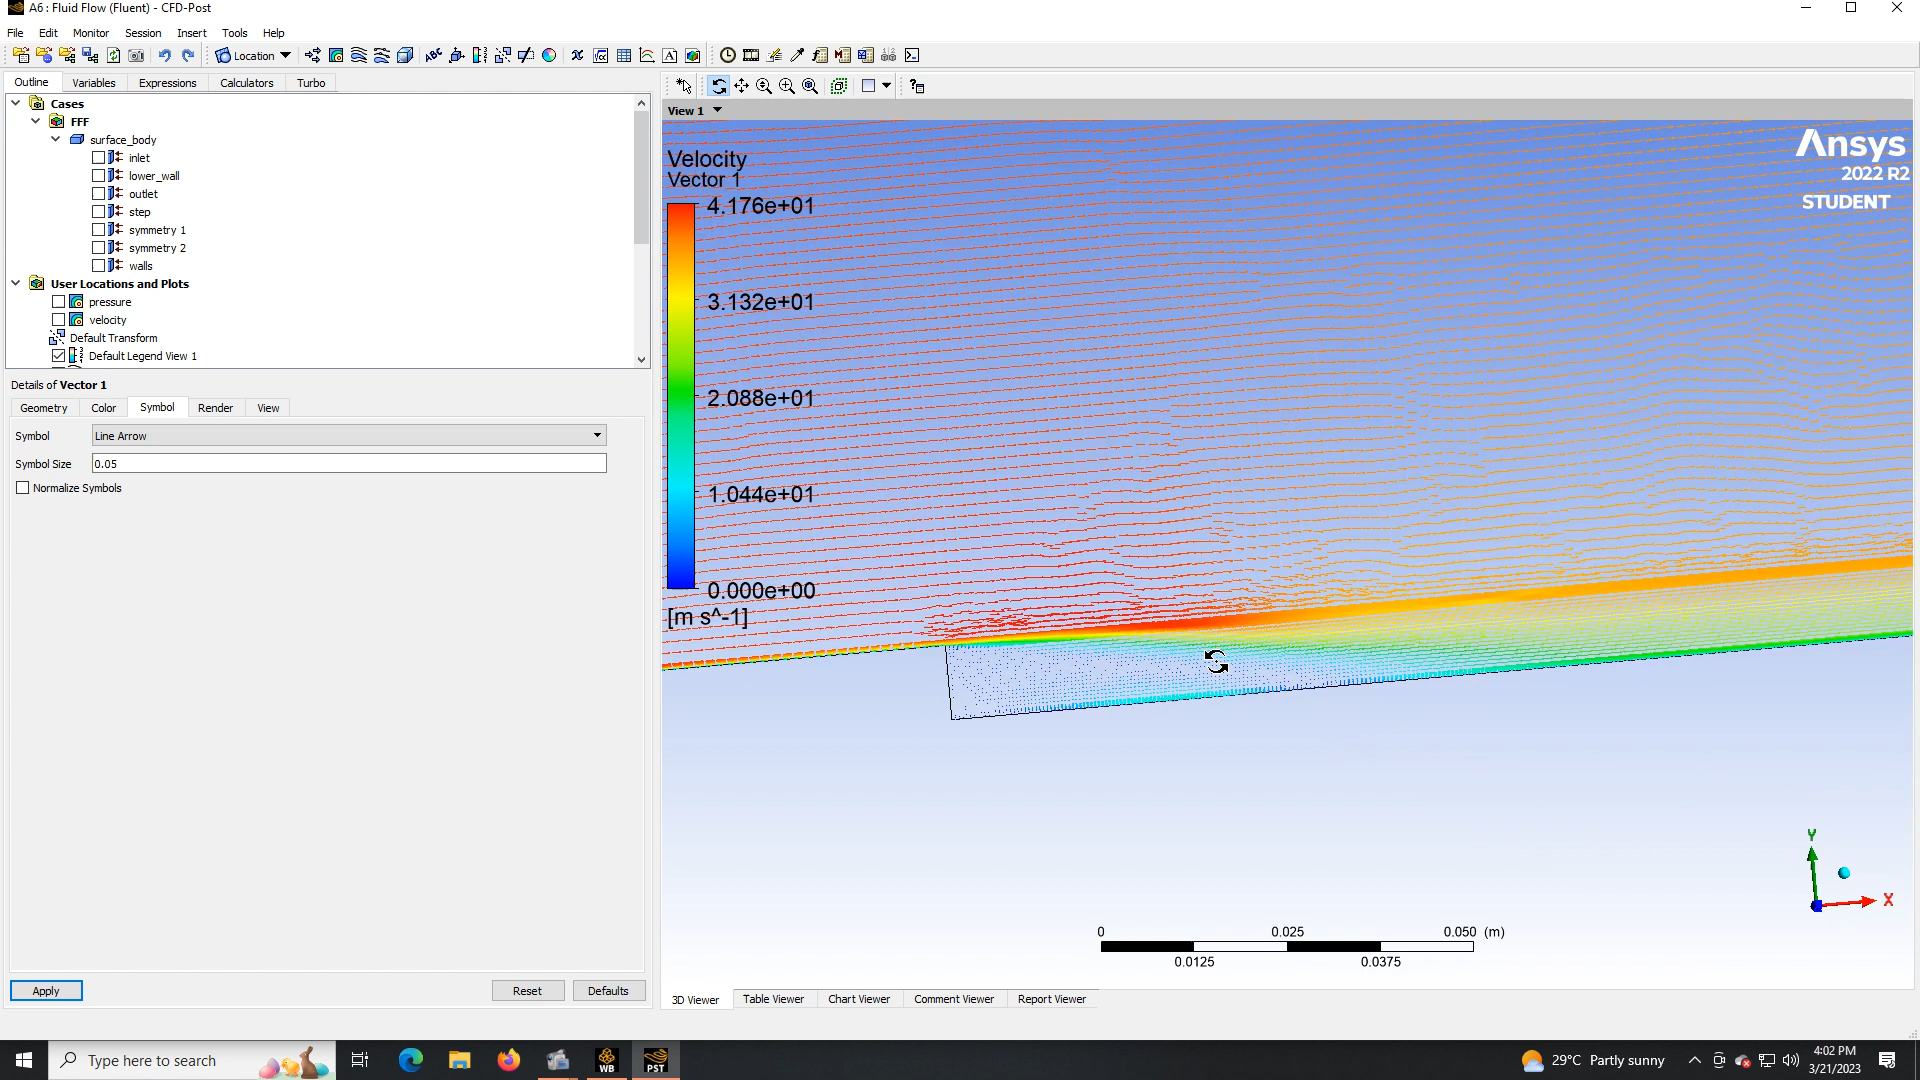 A6 : Fluid Flow (Fluent) - CFD-Post
File Edit Monitor Session Insert Tools Help
Location
Outline Variables Expressions Calculators Turbo
Cases
FFF
surface_body
inlet
lower_wall
outlet
step
symmetry 1
symmetry 2
walls
User Locations and Plots
pressure
velocity
Default Transform
Default Legend View 1
Details of Vector 1
Geometry Color Symbol Render View
Symbol Line Arrow
Symbol Size 0.05
Normalize Symbols
Apply Reset Defaults
View 1
Velocity
Vector 1
4.176e+01
3.132e+01
2.088e+01
1.044e+01
0.000e+00
[m s^-1]
Ansys
2022 R2
STUDENT
Y
X
0 0.025 0.050 (m)
0.0125 0.0375
3D Viewer Table Viewer Chart Viewer Comment Viewer Report Viewer
Type here to search
WB
PST
29°C Partly sunny
4:02 PM
3/21/2023